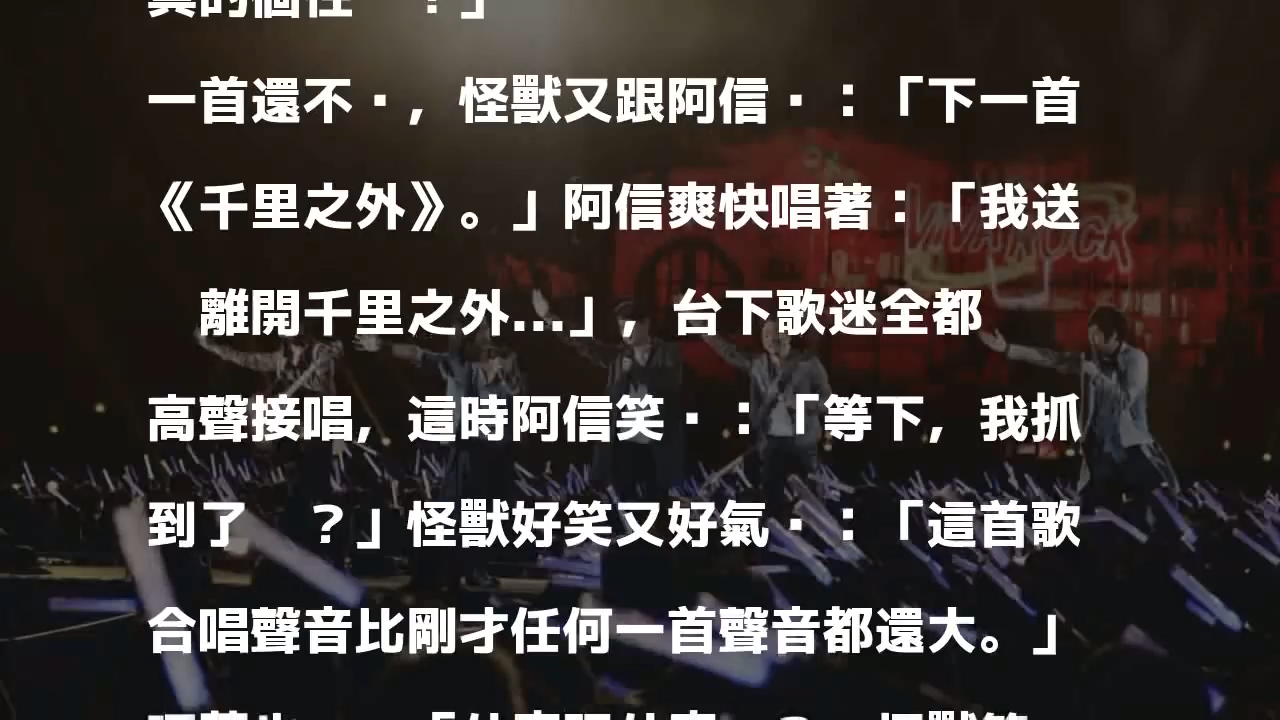 一首還不·，怪獸又跟阿信·：「下一首
《千里之外》。」阿信爽快唱著：「我送
離開千里之外...」，台下歌迷全都
高聲接唱，這時阿信笑·：「等下，我抓
到了　？」怪獸好笑又好氣·：「這首歌
合唱聲音比剛才任何一首聲音都還大。」
VIVA ROCK